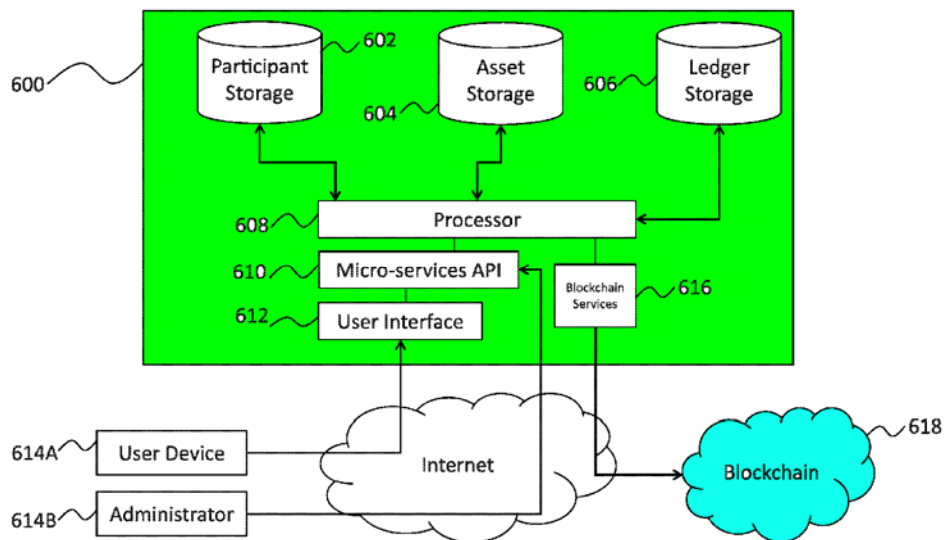 602
Participant
Storage
Asset
Storage
604
Ledger
Storage
606
600
608
Processor
610
Micro-services API
Blockchain
Services
616
612
User Interface
614A
User Device
Internet
Blockchain
618
614B
Administrator